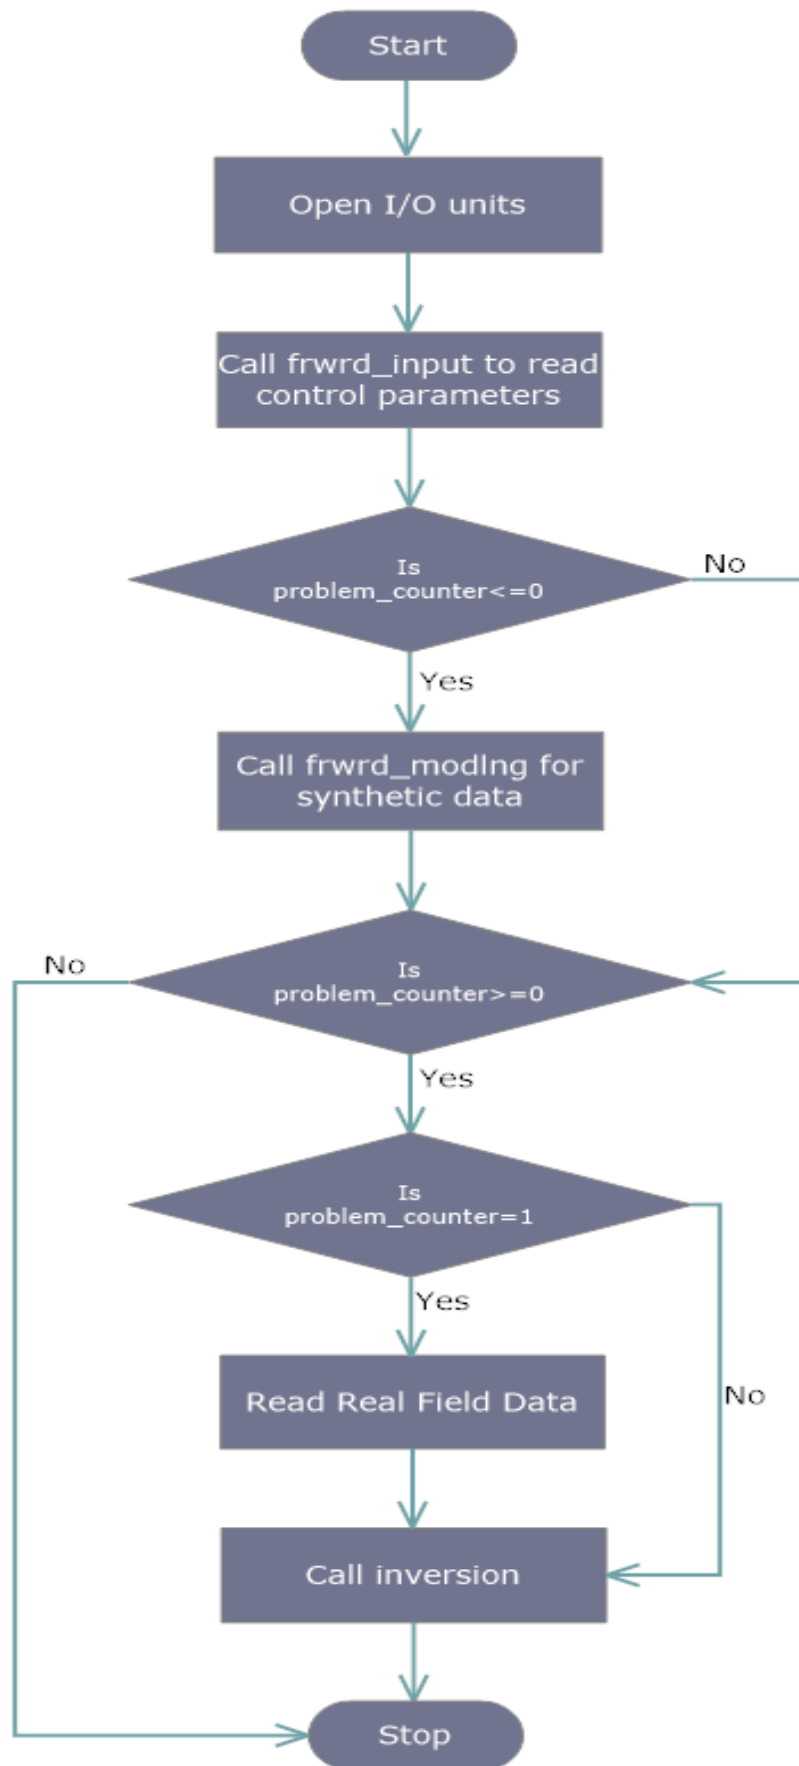 Start
Open I/O units
Call frwrd_input to read
control parameters
Is
problem_counter<=0
No
Yes
Call frwrd_modlng for
synthetic data
Is
problem_counter>=0
No
Yes
Is
problem_counter=1
Yes
No
Read Real Field Data
Call inversion
Stop